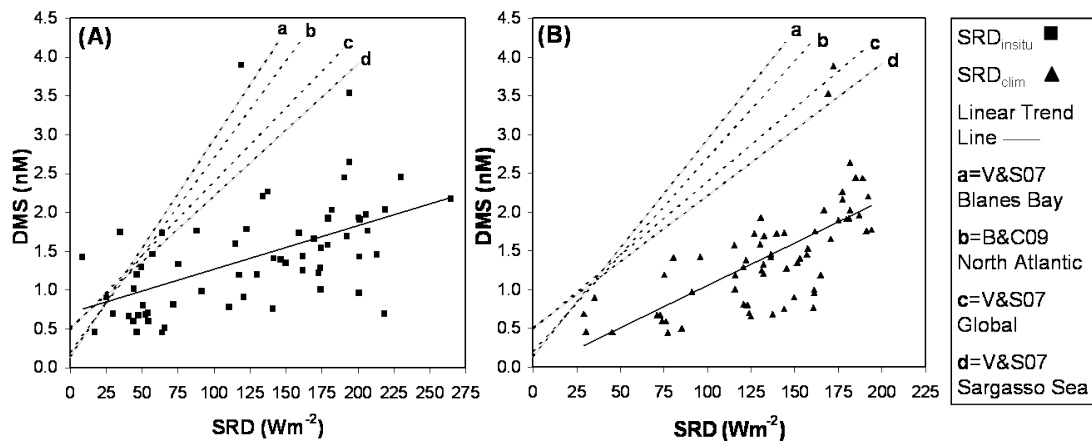 (A)
4.5
4.0
3.5
3.0
2.5
2.0
1.5
1.0
0.5
0.0
DMS (nM)
a
b
c
d
0 25 50 75 100 125 150 175 200 225 250 275
SRD (Wm-2)
(B)
4.5
4.0
3.5
3.0
2.5
2.0
1.5
1.0
0.5
0.0
DMS (nM)
a
b
c
d
0 25 50 75 100 125 150 175 200 225
SRD (Wm-2)
SRDinsitu
SRDclim
Linear Trend
Line
a=V&S07
Blanes Bay
b=B&C09
North Atlantic
c=V&S07
Global
d=V&S07
Sargasso Sea